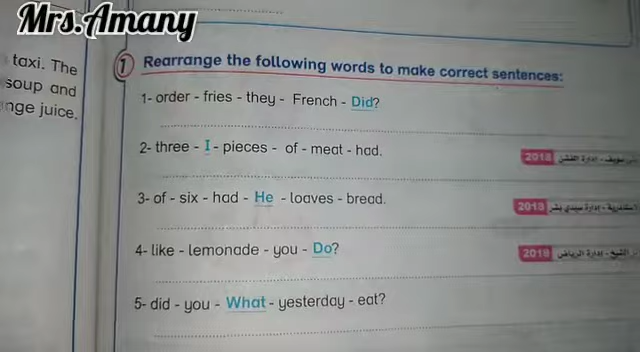 Mrs.Amany
taxi. The
soup and
nge juice.
1 Rearrange the following words to make correct sentences:
1- order - fries - they - French - Did?
2- three - I - pieces - of - meat - had.
2018
3- of - six - had - He - loaves - bread.
2018
4- like - lemonade - you - Do?
2018
5- did - you - What - yesterday - eat?